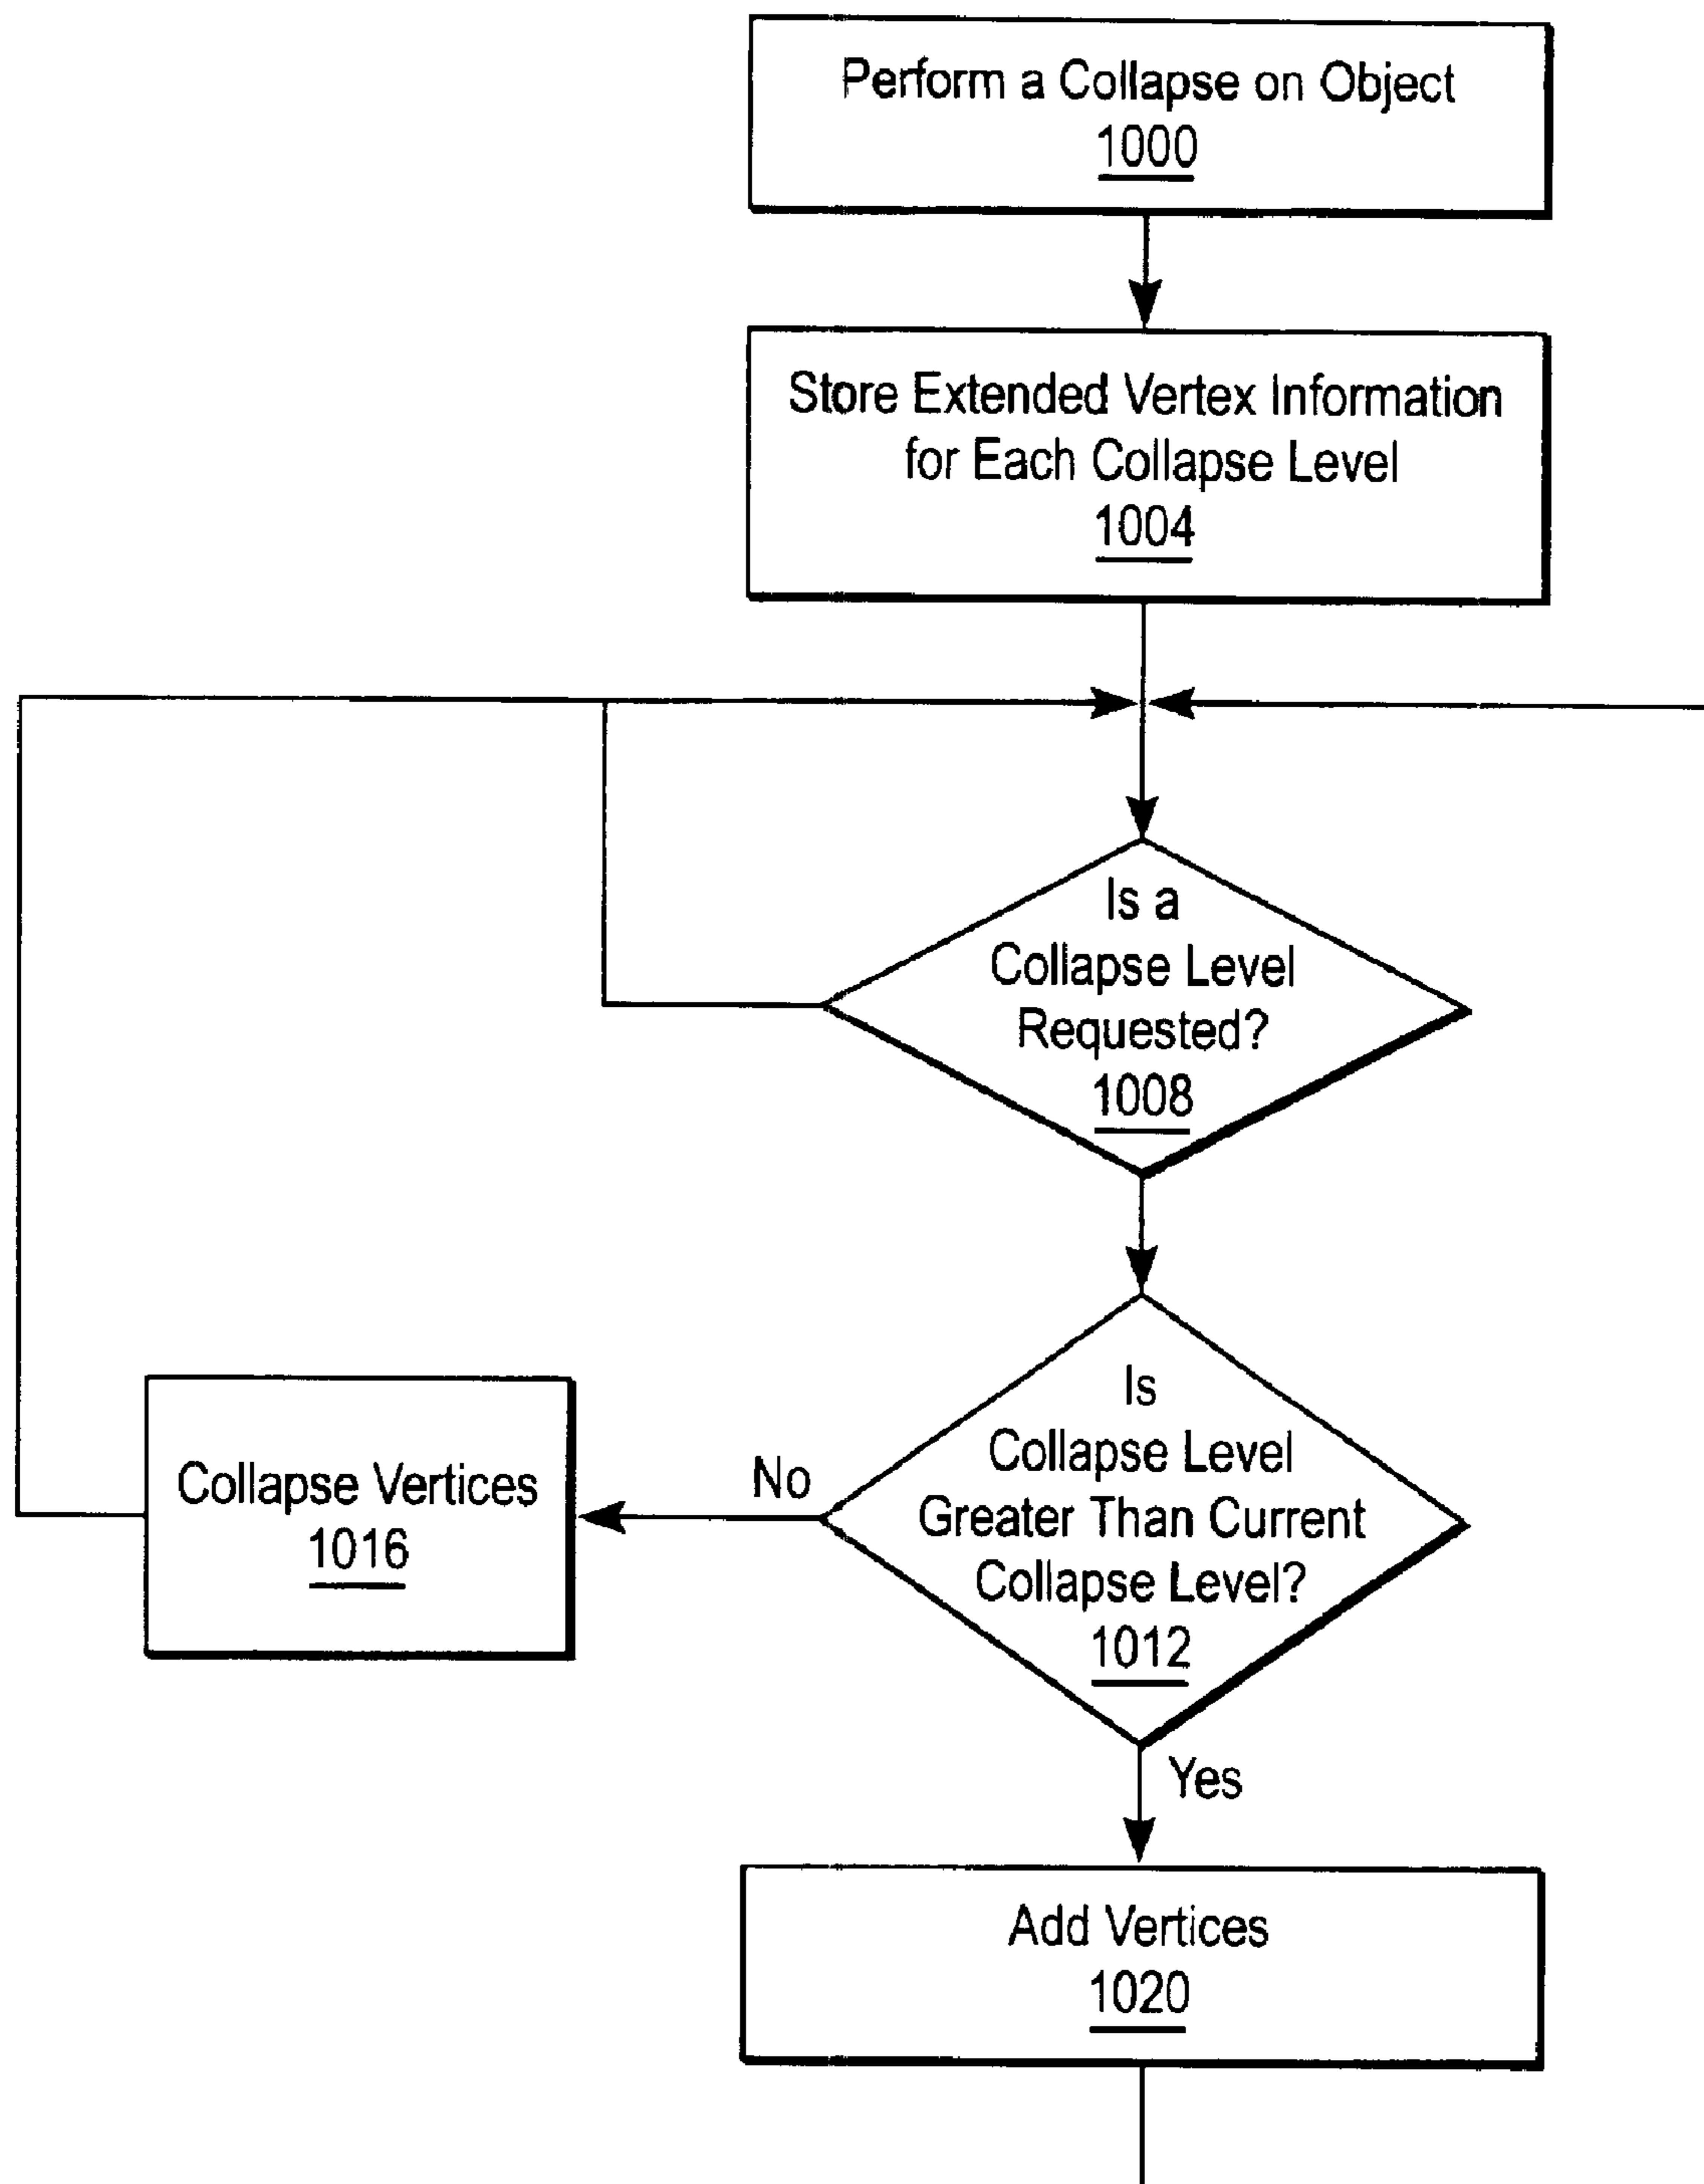 Perform a Collapse on Object
1000
Store Extended Vertex Information
for Each Collapse Level
1004
Is a
Collapse Level
Requested?
1008
Is
Collapse Level
Greater Than Current
Collapse Level?
1012
No
Collapse Vertices
1016
Yes
Add Vertices
1020